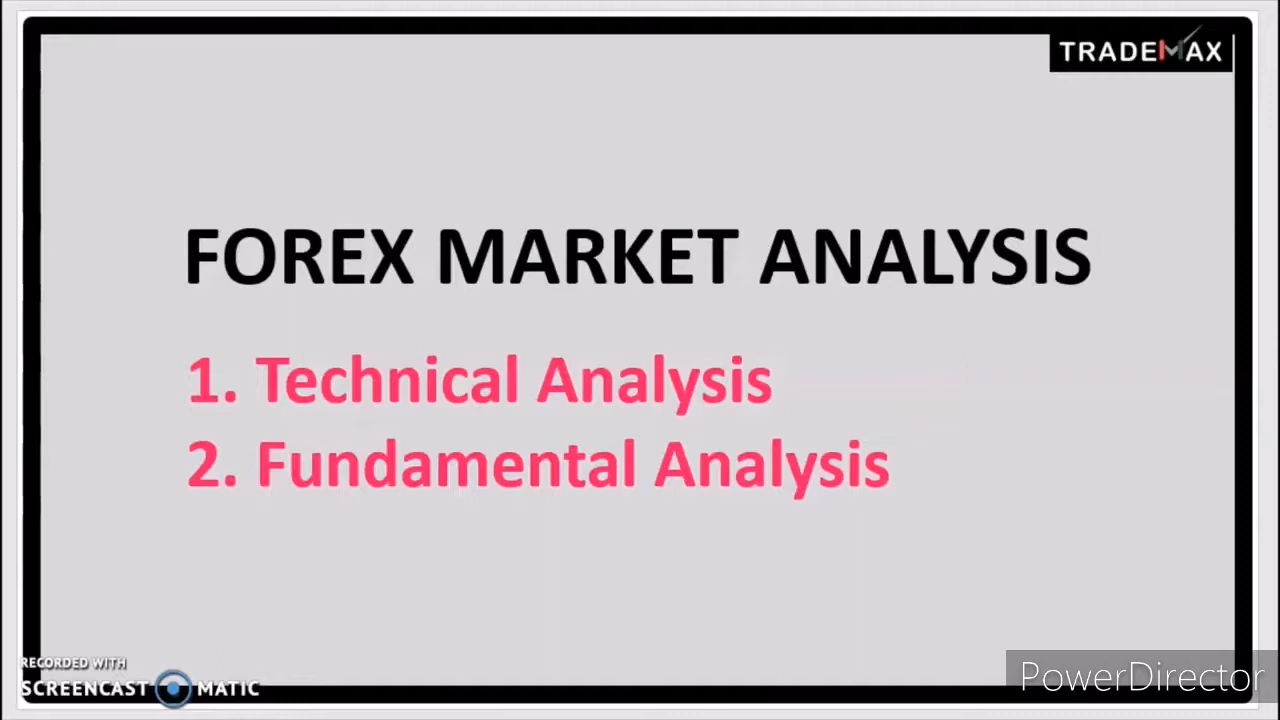 TRADEMAX
FOREX MARKET ANALYSIS
1. Technical Analysis
2. Fundamental Analysis
RECORDED WITH
SCREENCAST MATIC
PowerDirector